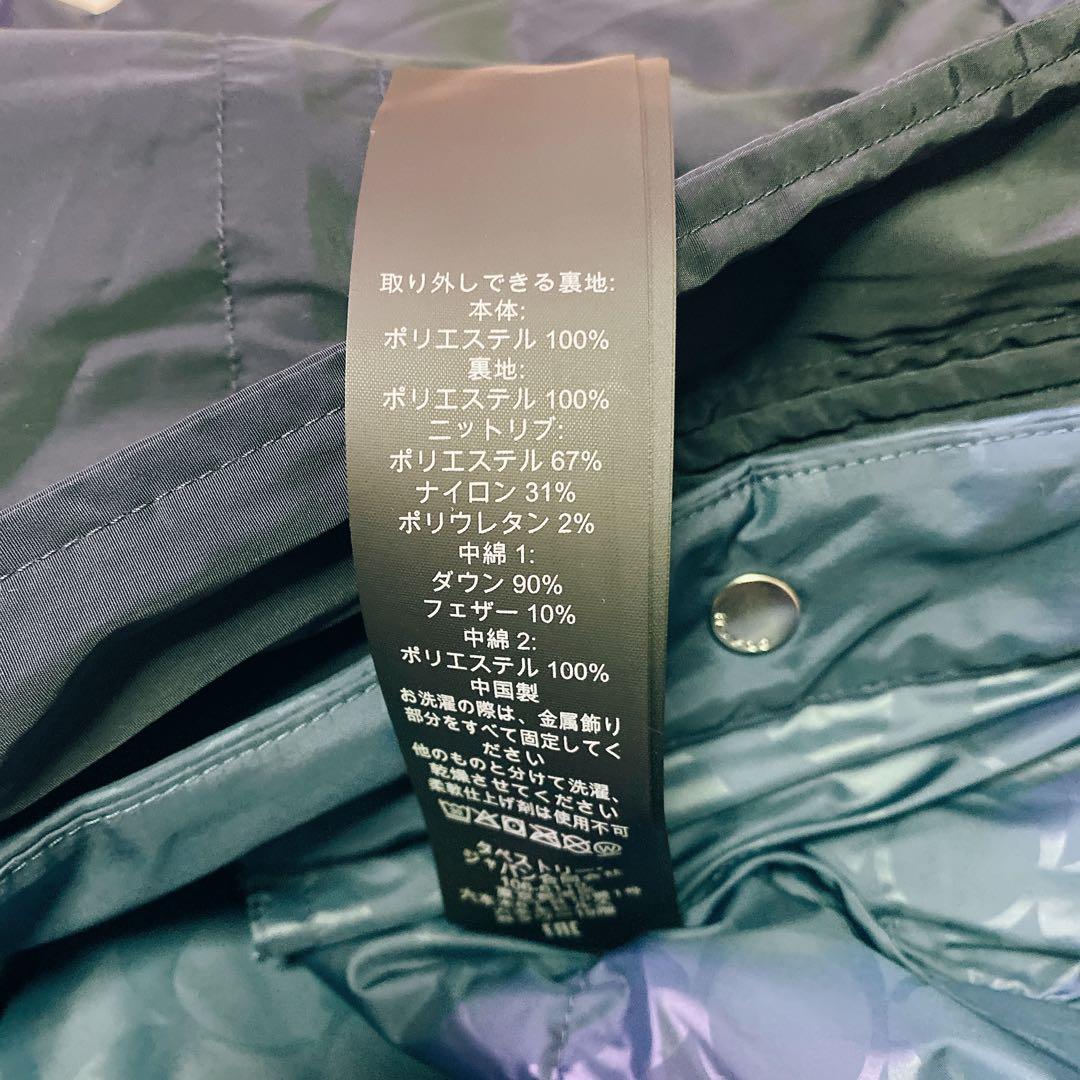 取り外しできる裏地:
本体:
ポリエステル 100%
裏地:
ポリエステル 100%
ニットリブ:
ポリエステル 67%
ナイロン 31%
ポリウレタン 2%
中綿 1:
ダウン 90%
フェザー 10%
中綿 2:
ポリエステル 100%
中国製
お洗濯の際は、金属飾り
部分をすべて固定してく
ださい
他のものと分けて洗濯、
乾燥させてください
柔軟仕上げ剤は使用不可
タペストリー
ジャパン